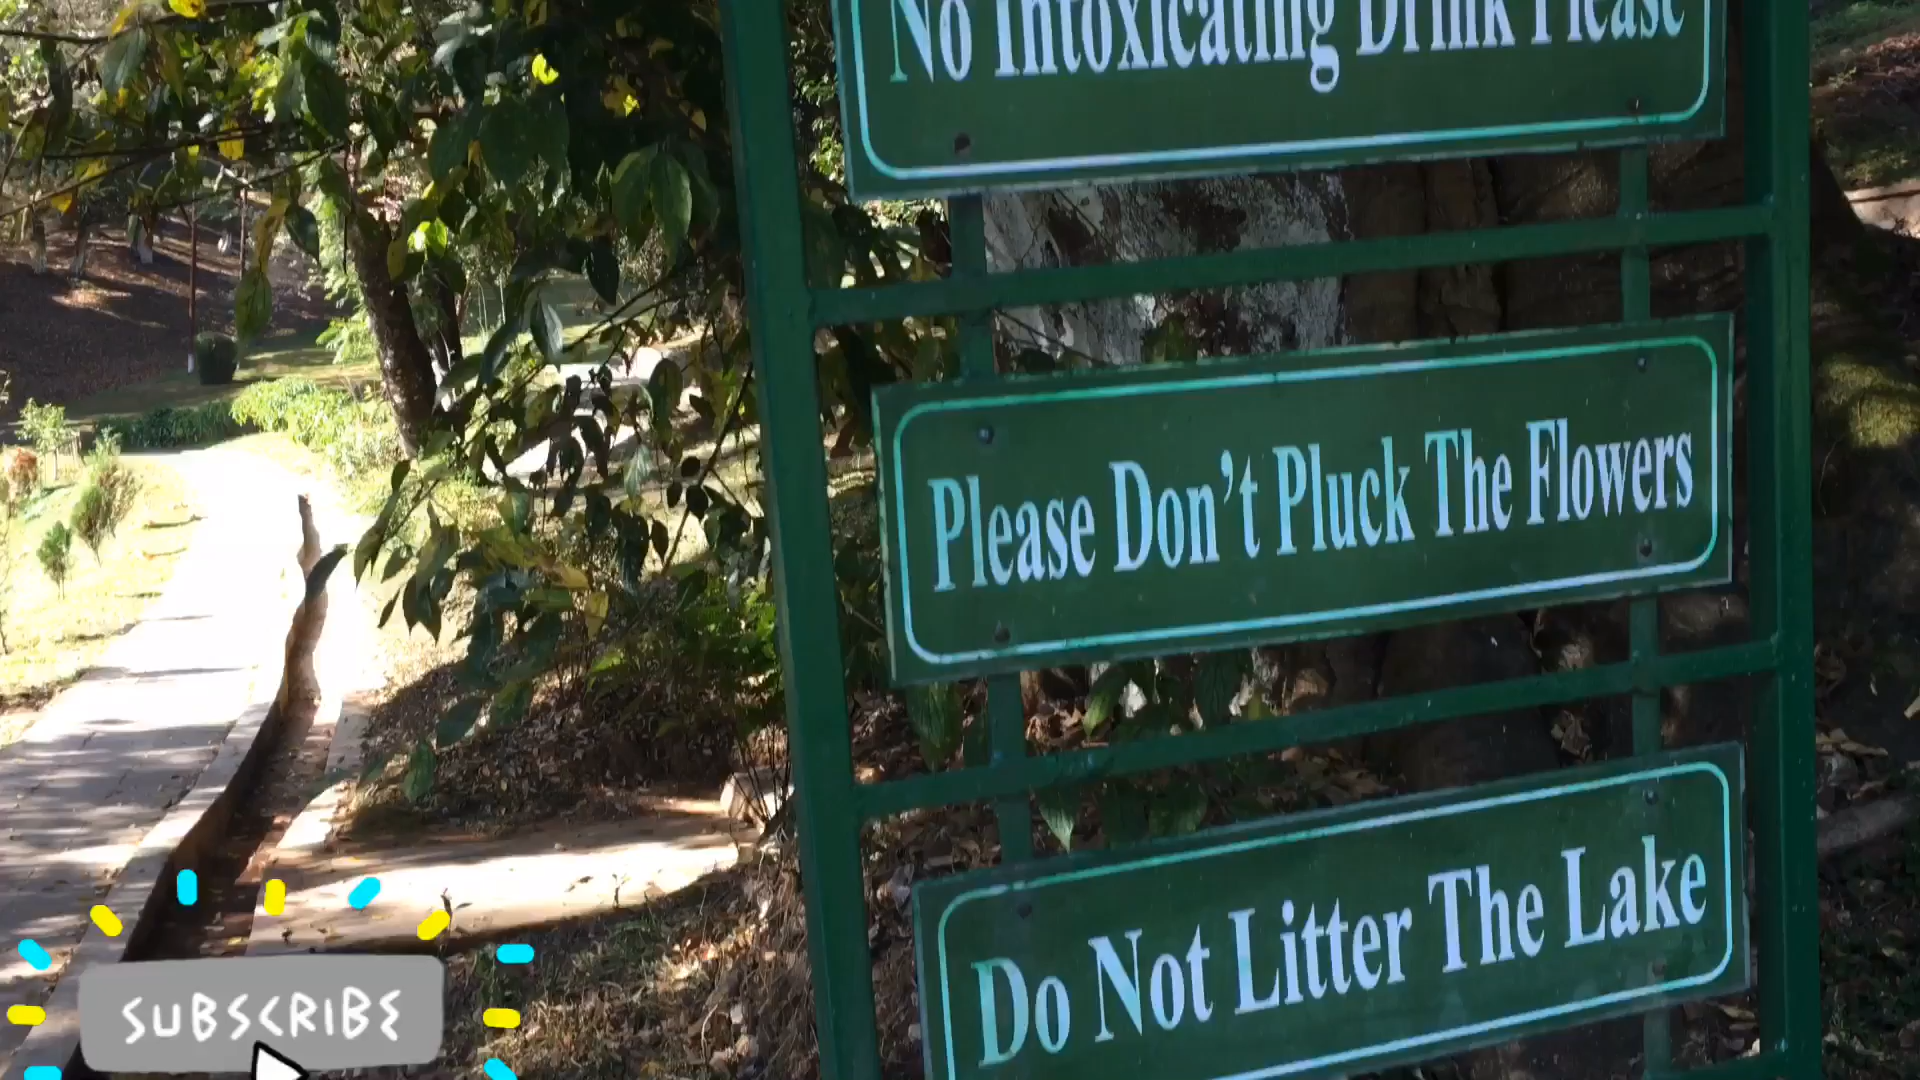 No Intoxicating Drink Please
Please Don't Pluck The Flowers
Do Not Litter The Lake
SUBSCRIBE